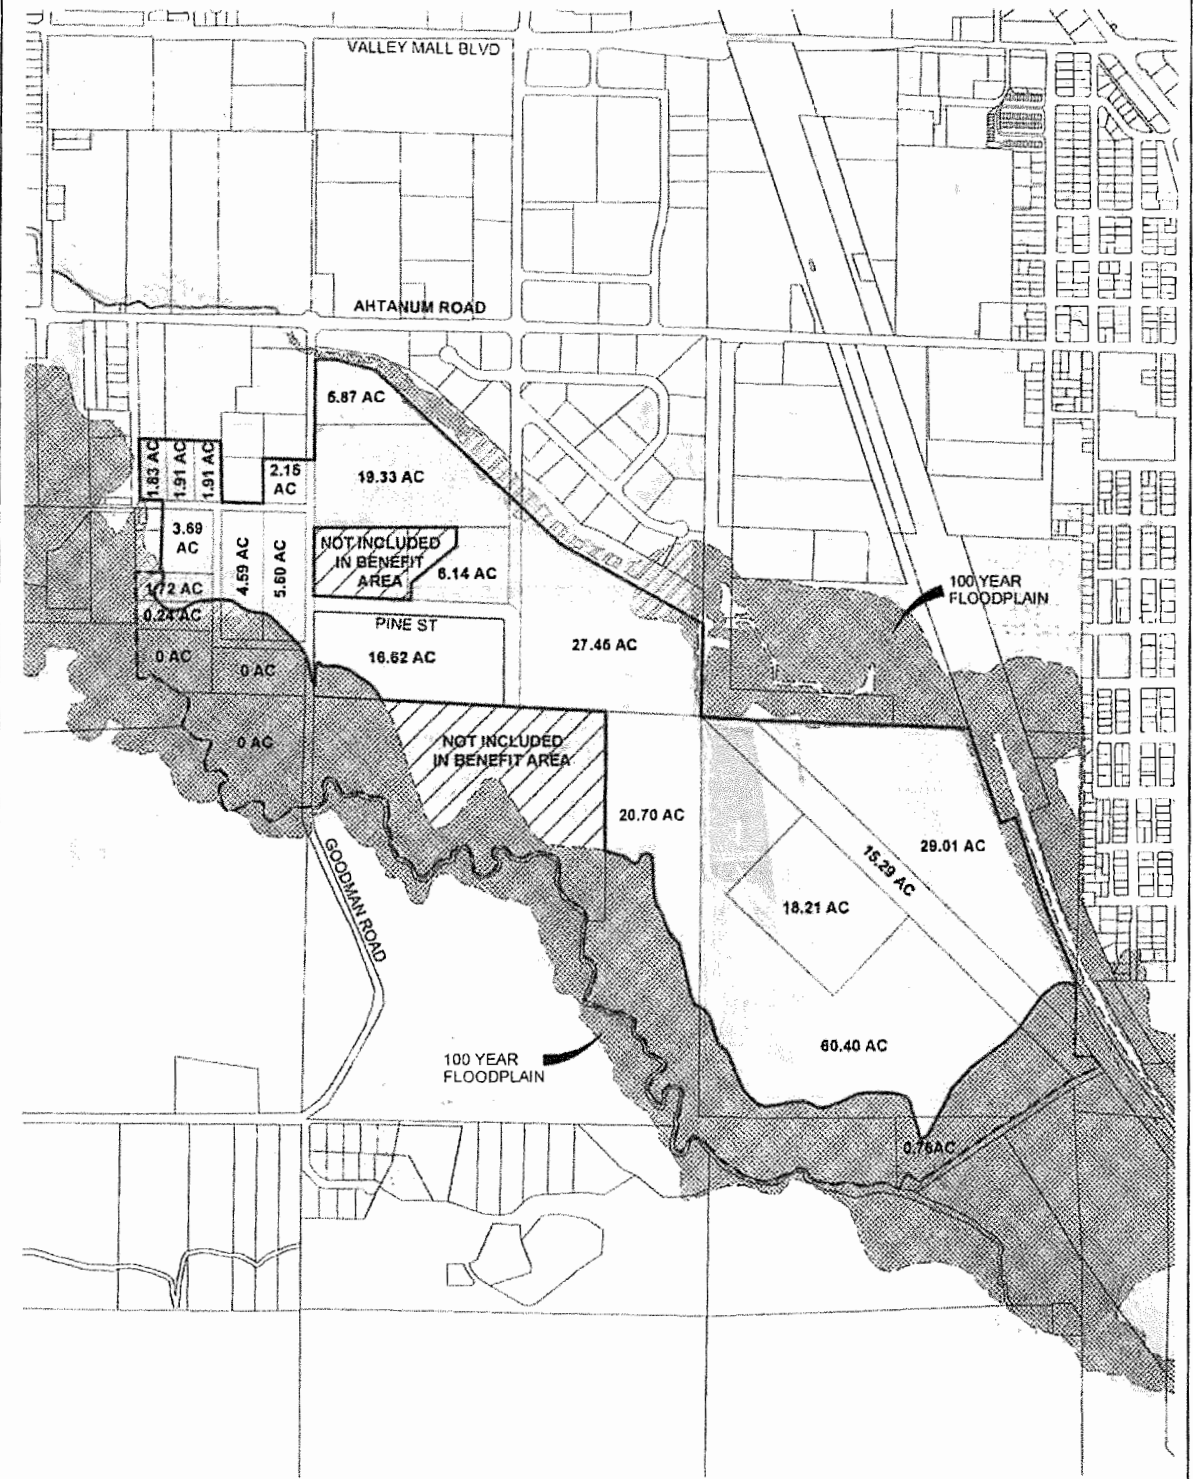 VALLEY MALL BLVD
AHTANUM ROAD
5.87 AC
1.83 AC
1.91 AC
1.91 AC
2.16
AC
19.33 AC
3.69
AC
4.59 AC
5.60 AC
NOT INCLUDED
IN BENEFIT
AREA
6.14 AC
1.72 AC
0.24 AC
PINE ST
16.62 AC
27.45 AC
100 YEAR
FLOODPLAIN
0 AC
0 AC
0 AC
NOT INCLUDED
IN BENEFIT AREA
20.70 AC
29.01 AC
15.29 AC
18.21 AC
GOODMAN ROAD
60.40 AC
100 YEAR
FLOODPLAIN
0.76AC